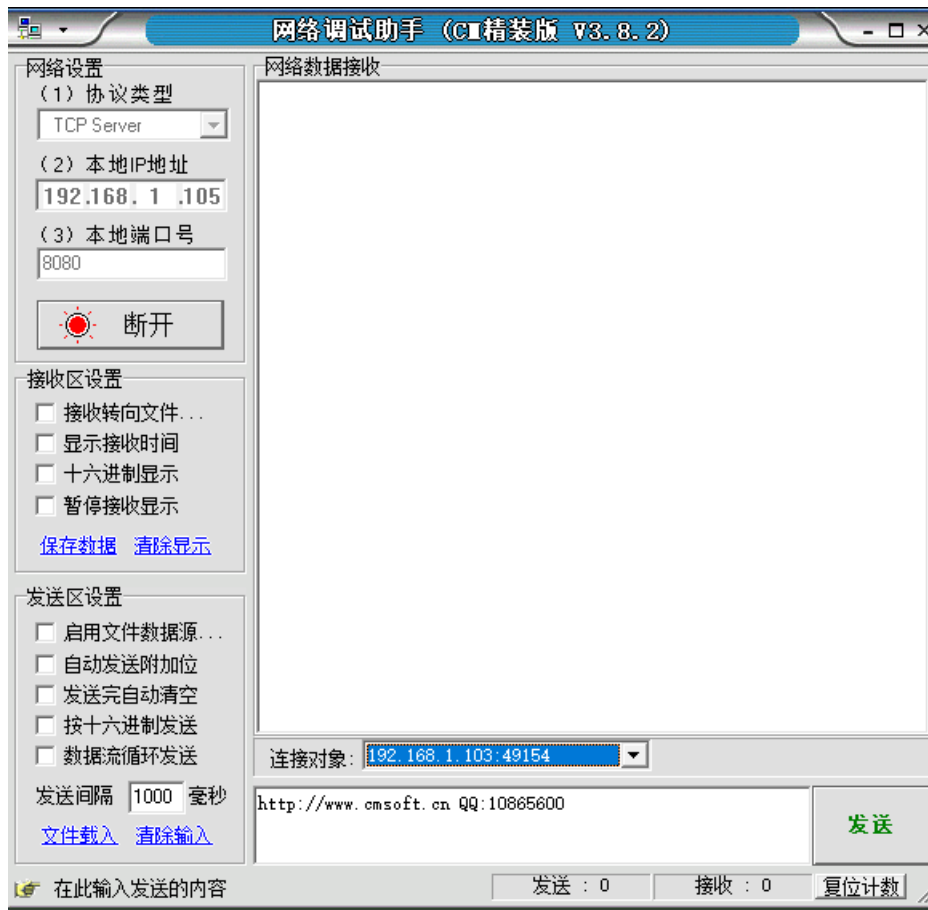 网络调试助手 (CM精装版 V3.8.2)
网络设置
(1) 协议类型
TCP Server
(2) 本地IP地址
192.168. 1 .105
(3) 本地端口号
8080
断开
接收区设置
接收转向文件...
显示接收时间
十六进制显示
暂停接收显示
保存数据 清除显示
发送区设置
启用文件数据源...
自动发送附加位
发送完自动清空
按十六进制发送
数据流循环发送
发送间隔 1000 毫秒
文件载入 清除输入
网络数据接收
连接对象: 192.168.1.103:49154
http://www.cmsoft.cn QQ:10865600
发送
在此输入发送的内容
发送 : 0
接收 : 0
复位计数